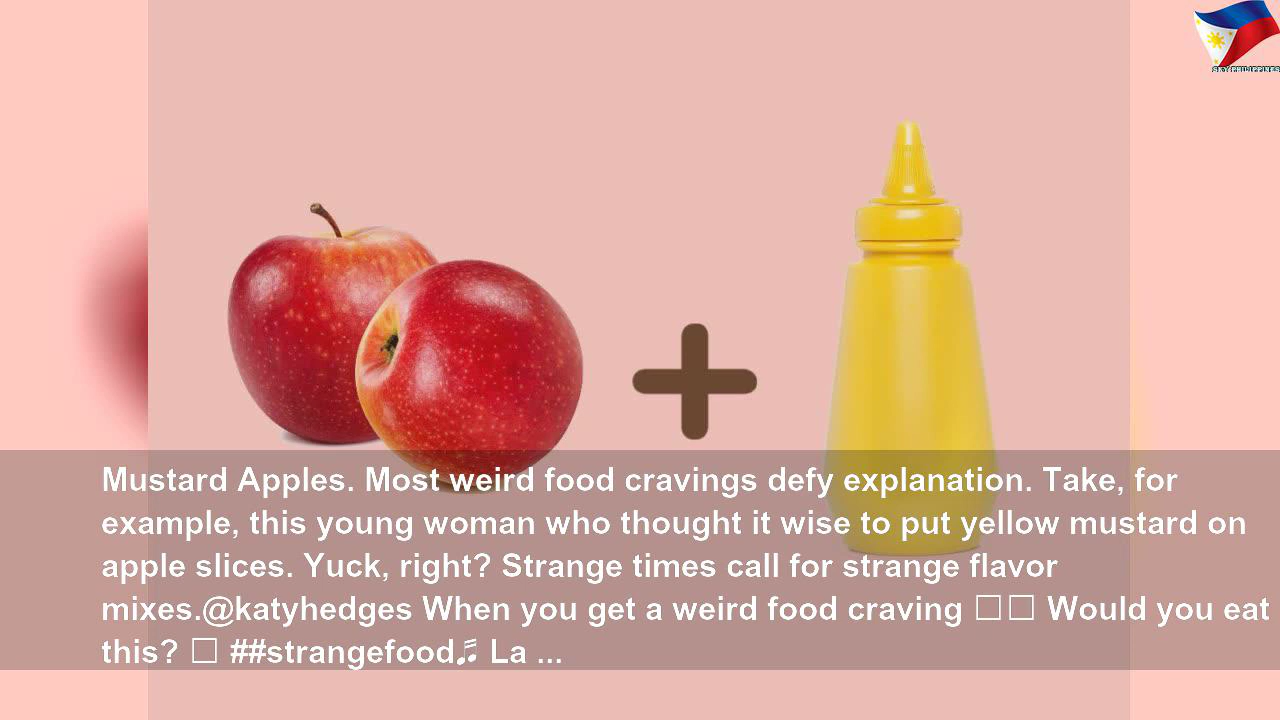 SKY PHILIPPINES
Mustard Apples. Most weird food cravings defy explanation. Take, for
example, this young woman who thought it wise to put yellow mustard on
apple slices. Yuck, right? Strange times call for strange flavor
mixes.@katyhedges When you get a weird food craving □□ Would you eat
this? □ ##strangefood♬ La ...